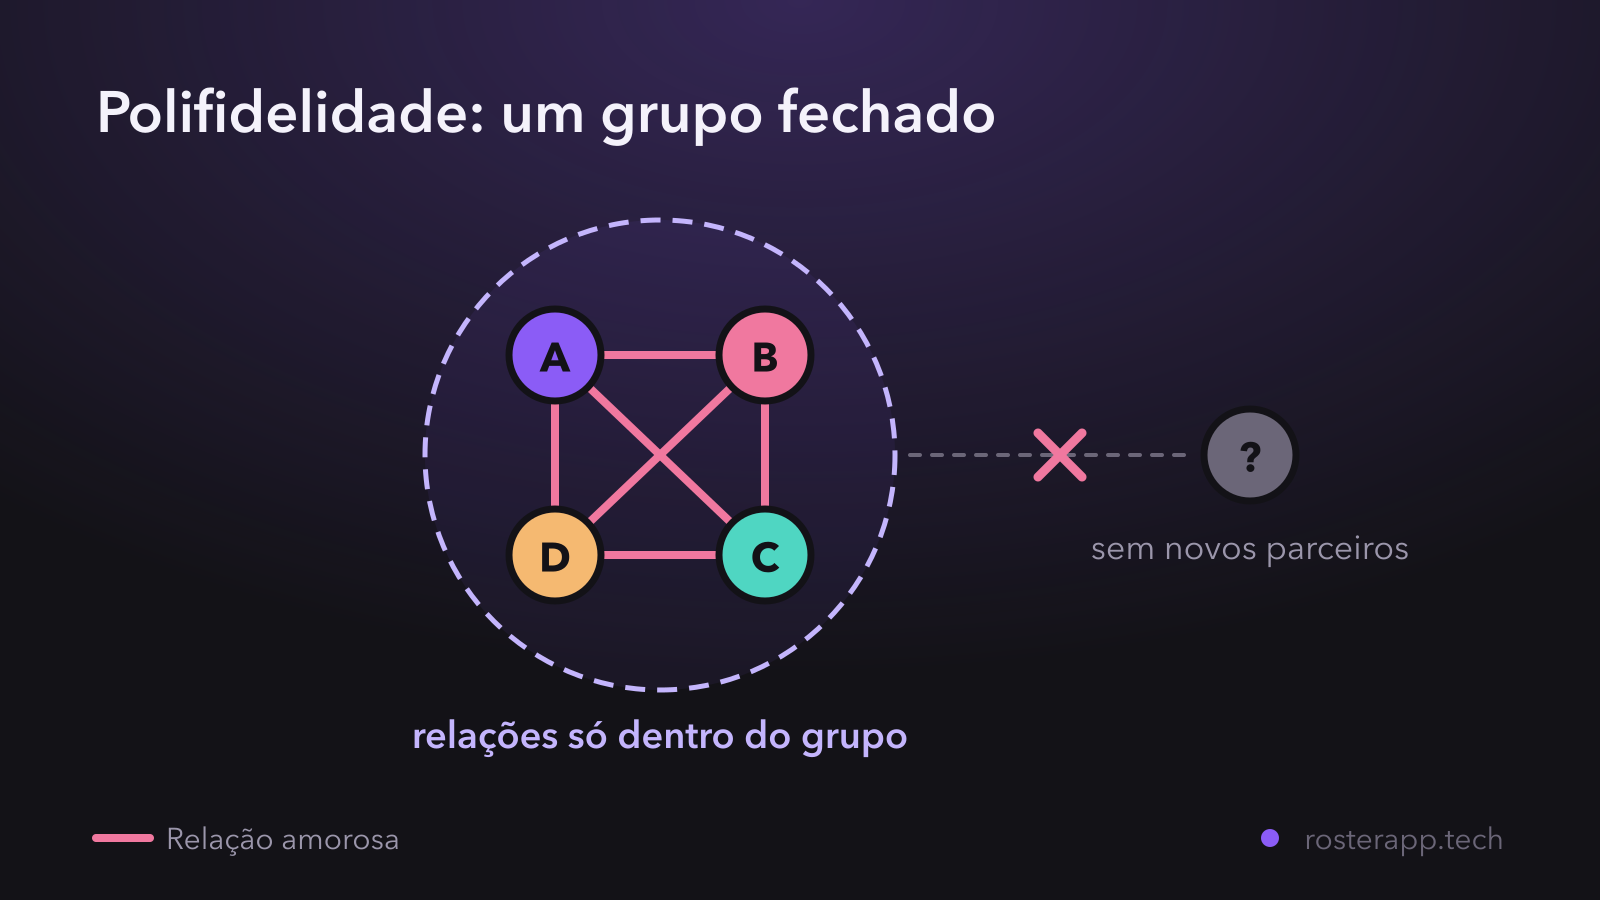 Polifidelidade: um grupo fechado
A
B
?
D
C
sem novos parceiros
relações só dentro do grupo
Relação amorosa
rosterapp.tech